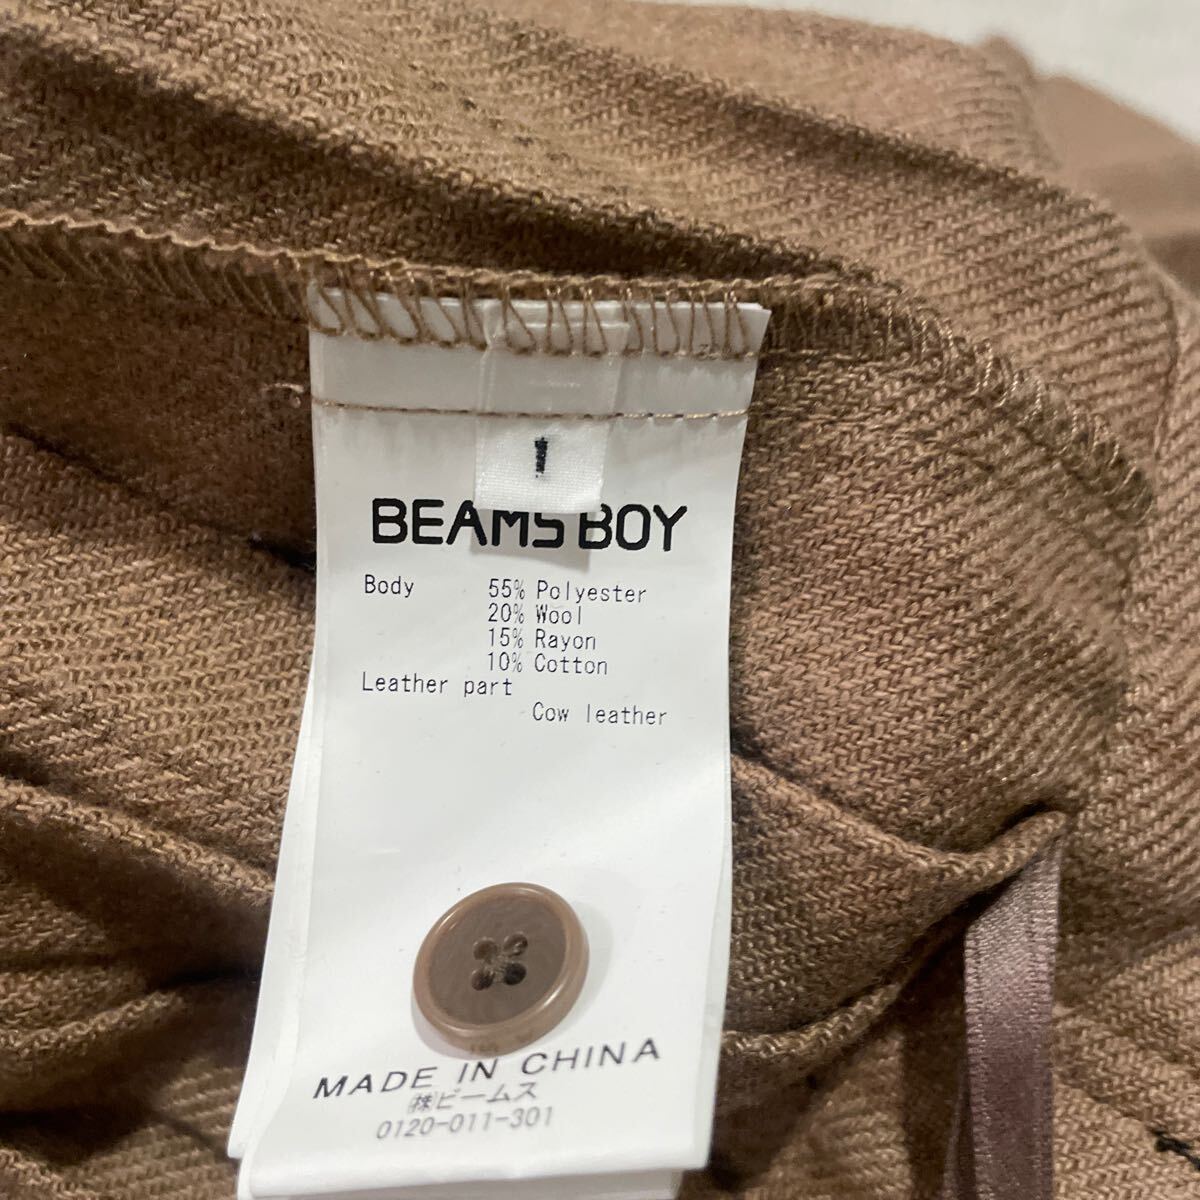 1
BEAMS BOY
Body 55% Polyester
20% Wool
15% Rayon
10% Cotton
Leather part
Cow leather
MADE IN CHINA
㈱ビームス
0120-011-301